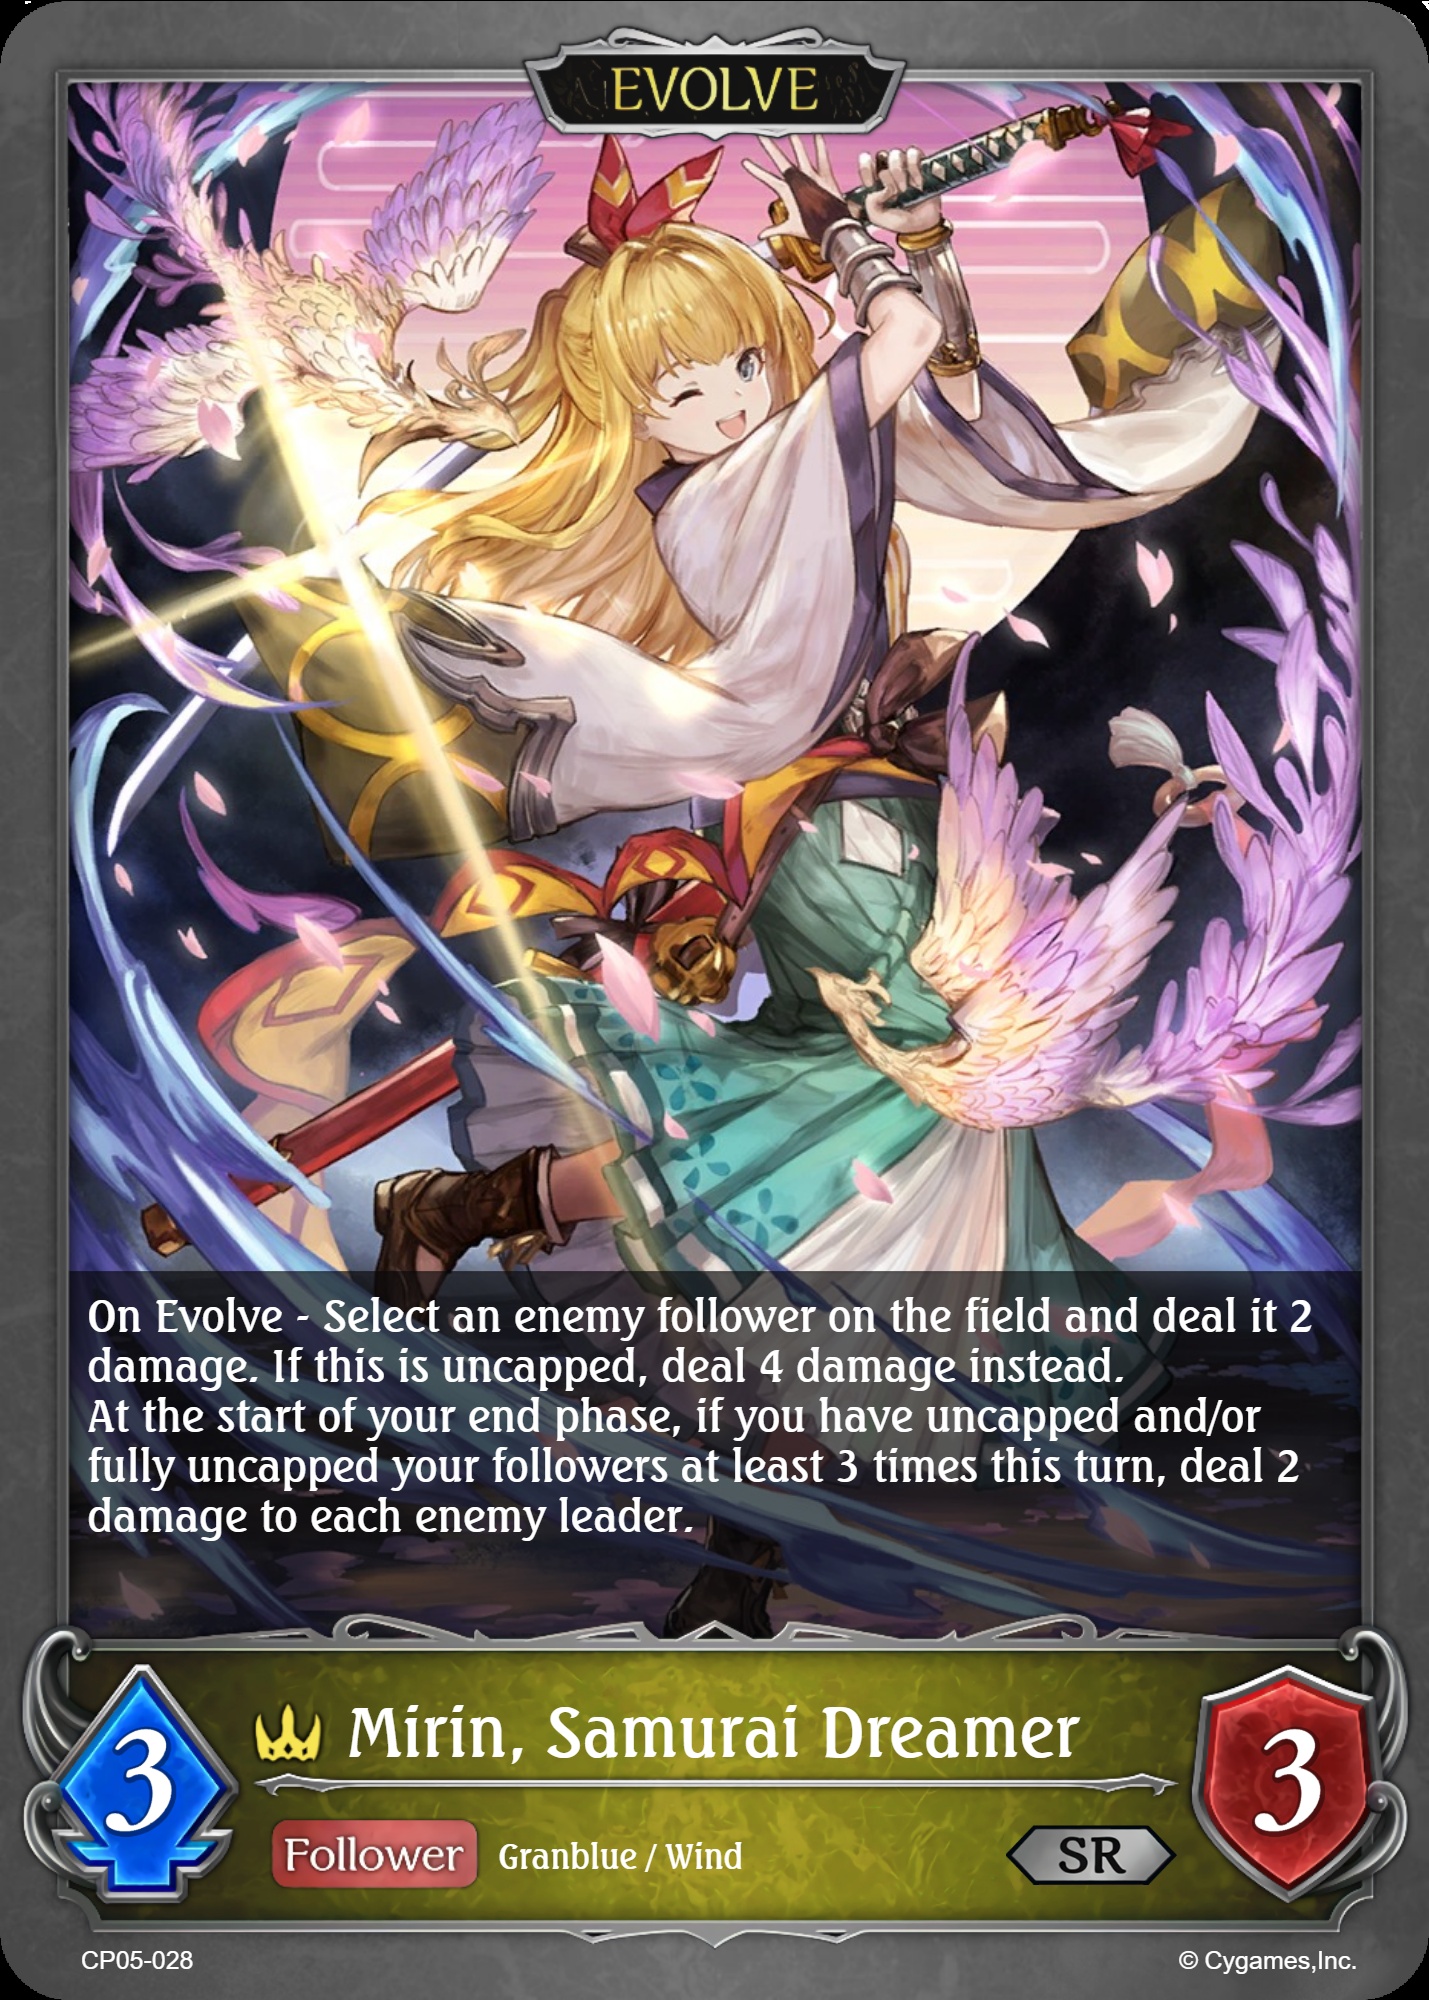 EVOLVE
On Evolve - Select an enemy follower on the field and deal it 2
damage. If this is uncapped, deal 4 damage instead.
At the start of your end phase, if you have uncapped and/or
fully uncapped your followers at least 3 times this turn, deal 2
damage to each enemy leader.
3
Mirin, Samurai Dreamer
3
Follower
Granblue / Wind
SR
CP05-028
© Cygames,Inc.